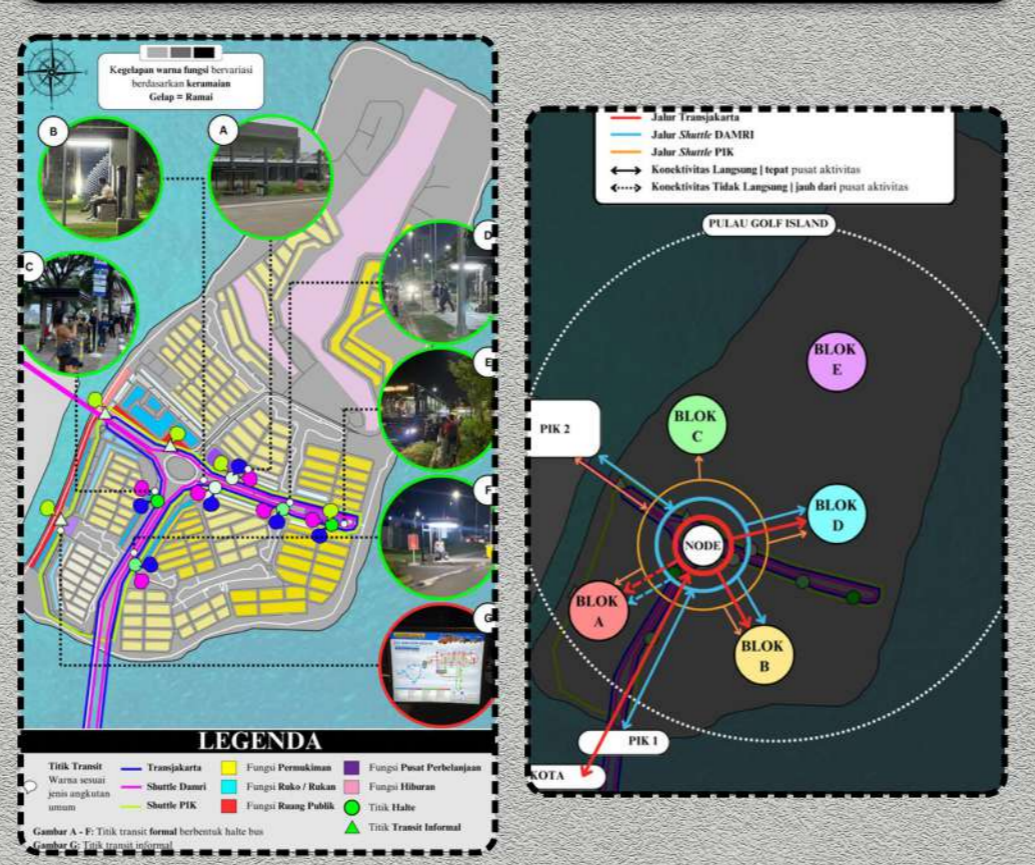 Kegelapan warna fungsi bervariasi
berdasarkan keramaian
Gelap = Ramai
B
A
C
D
E
F
G
LEGENDA
Titik Transit
Warna sesuai
jenis angkutan
umum
Transjakarta
Shuttle Damri
Shuttle PIK
Fungsi Permukiman
Fungsi Ruko / Rukan
Fungsi Ruang Publik
Fungsi Pusat Perbelanjaan
Fungsi Hiburan
Titik Halte
Titik Transit Informal
Gambar A - F: Titik transit formal berbentuk halte bus
Gambar G: Titik transit informal
Jalur Transjakarta
Jalur Shuttle DAMRI
Jalur Shuttle PIK
Konektivitas Langsung | tepat pusat aktivitas
Konektivitas Tidak Langsung | jauh dari pusat aktivitas
PULAU GOLF ISLAND
BLOK
E
BLOK
C
PIK 2
BLOK
D
NODE
BLOK
A
BLOK
B
PIK 1
KOTA